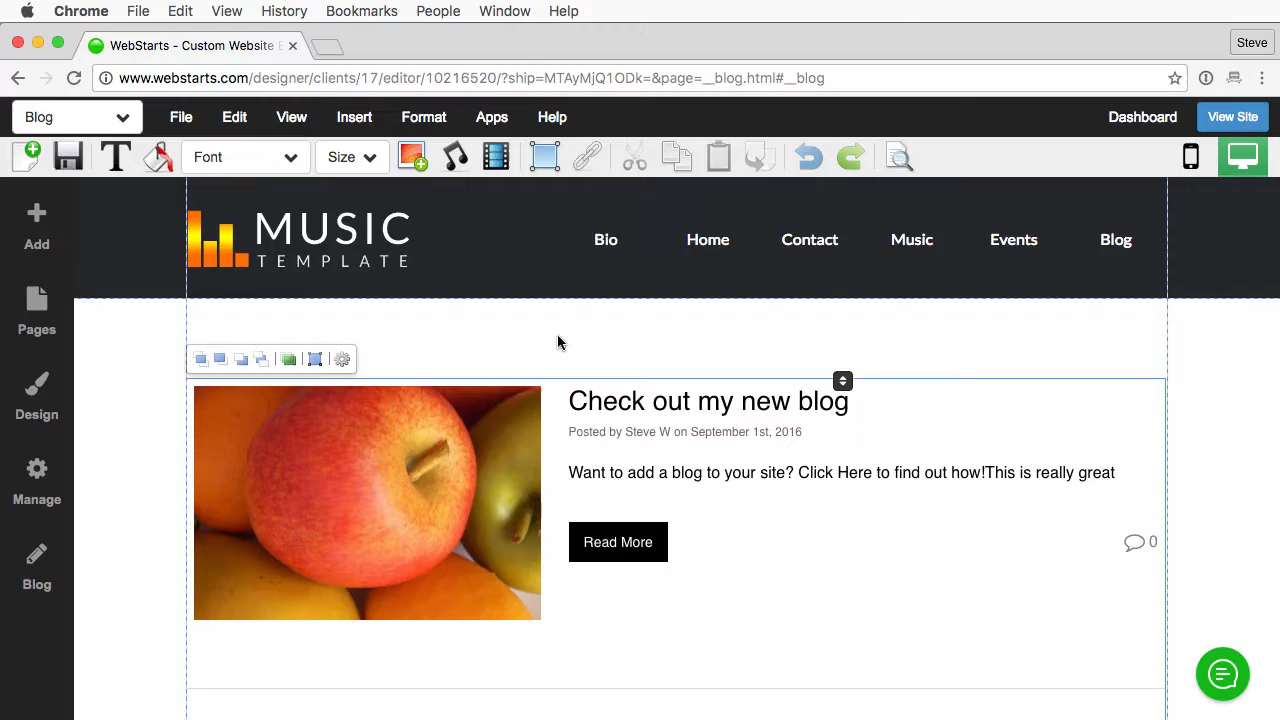 Chrome File Edit View History Bookmarks People Window Help
WebStarts - Custom Website E
Steve
www.webstarts.com/designer/clients/17/editor/10216520/?ship=MTAyMjQ1ODk=&page=__blog.html#__blog
Blog File Edit View Insert Format Apps Help Dashboard View Site
Font Size
Add
Pages
Design
Manage
Blog
MUSIC
TEMPLATE
Bio Home Contact Music Events Blog
Check out my new blog
Posted by Steve W on September 1st, 2016
Want to add a blog to your site? Click Here to find out how!This is really great
Read More
0